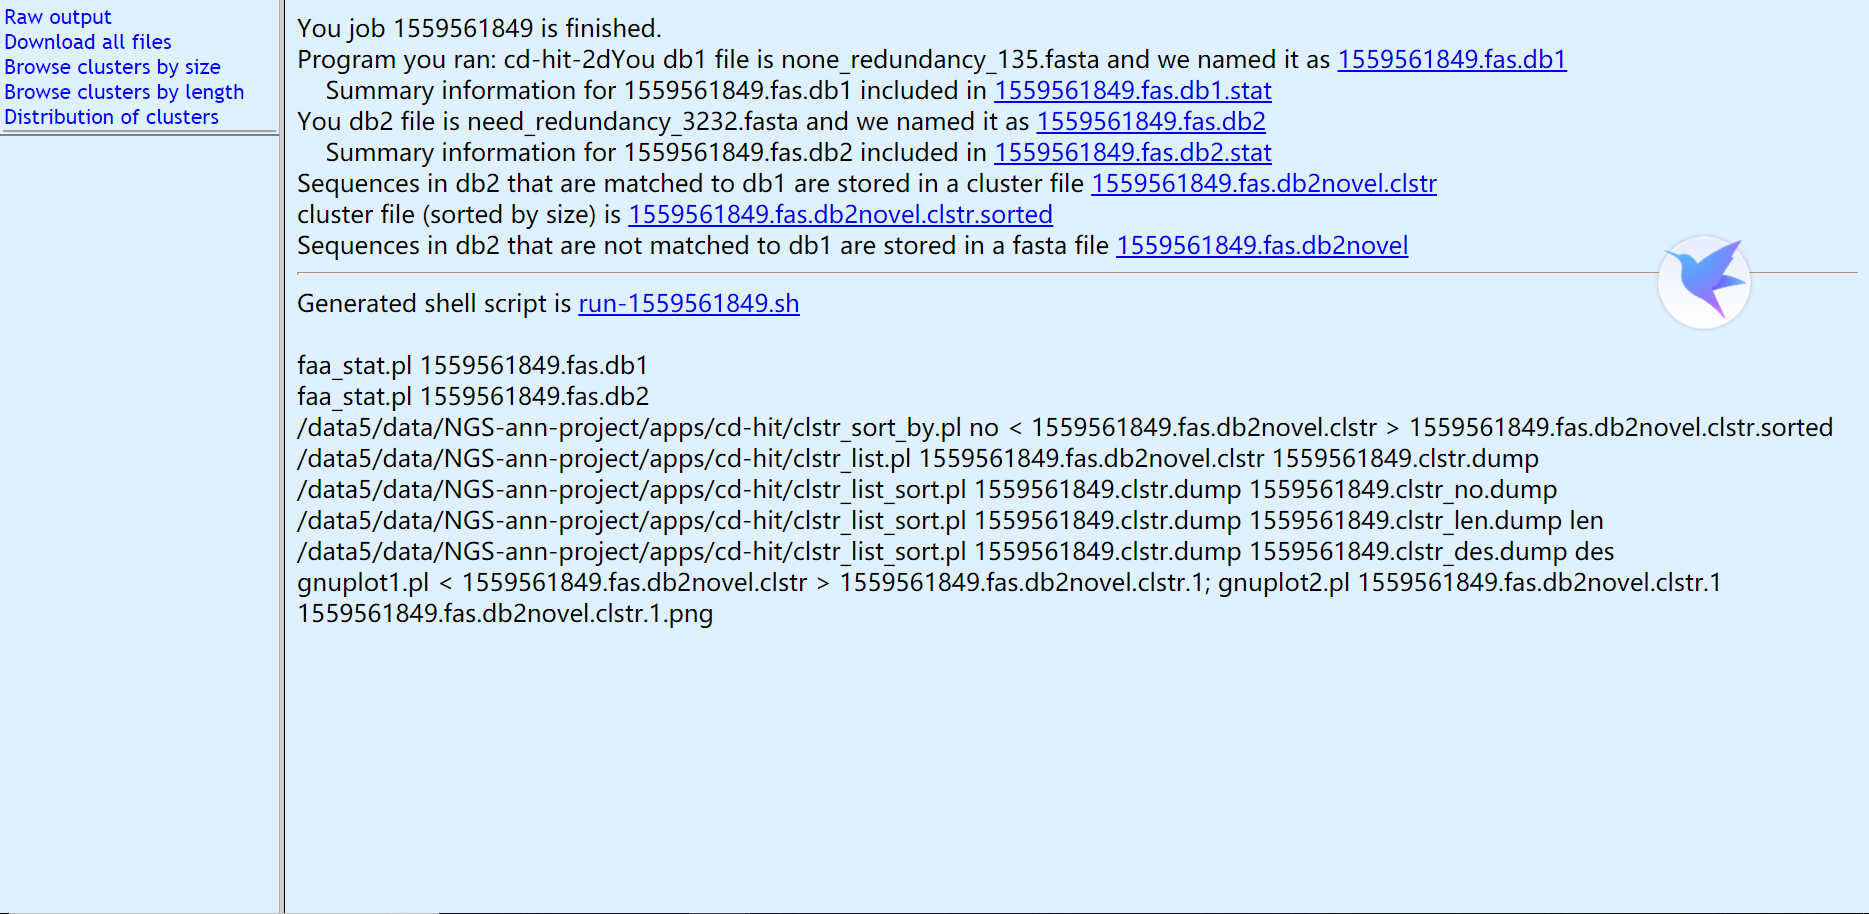 Raw output
Download all files
Browse clusters by size
Browse clusters by length
Distribution of clusters
You job 1559561849 is finished.
Program you ran: cd-hit-2dYou db1 file is none_redundancy_135.fasta and we named it as 1559561849.fas.db1
Summary information for 1559561849.fas.db1 included in 1559561849.fas.db1.stat
You db2 file is need_redundancy_3232.fasta and we named it as 1559561849.fas.db2
Summary information for 1559561849.fas.db2 included in 1559561849.fas.db2.stat
Sequences in db2 that are matched to db1 are stored in a cluster file 1559561849.fas.db2novel.clstr
cluster file (sorted by size) is 1559561849.fas.db2novel.clstr.sorted
Sequences in db2 that are not matched to db1 are stored in a fasta file 1559561849.fas.db2novel
Generated shell script is run-1559561849.sh
faa_stat.pl 1559561849.fas.db1
faa_stat.pl 1559561849.fas.db2
/data5/data/NGS-ann-project/apps/cd-hit/clstr_sort_by.pl no < 1559561849.fas.db2novel.clstr > 1559561849.fas.db2novel.clstr.sorted
/data5/data/NGS-ann-project/apps/cd-hit/clstr_list.pl 1559561849.fas.db2novel.clstr 1559561849.clstr.dump
/data5/data/NGS-ann-project/apps/cd-hit/clstr_list_sort.pl 1559561849.clstr.dump 1559561849.clstr_no.dump
/data5/data/NGS-ann-project/apps/cd-hit/clstr_list_sort.pl 1559561849.clstr.dump 1559561849.clstr_len.dump len
/data5/data/NGS-ann-project/apps/cd-hit/clstr_list_sort.pl 1559561849.clstr.dump 1559561849.clstr_des.dump des
gnuplot1.pl < 1559561849.fas.db2novel.clstr > 1559561849.fas.db2novel.clstr.1; gnuplot2.pl 1559561849.fas.db2novel.clstr.1
1559561849.fas.db2novel.clstr.1.png